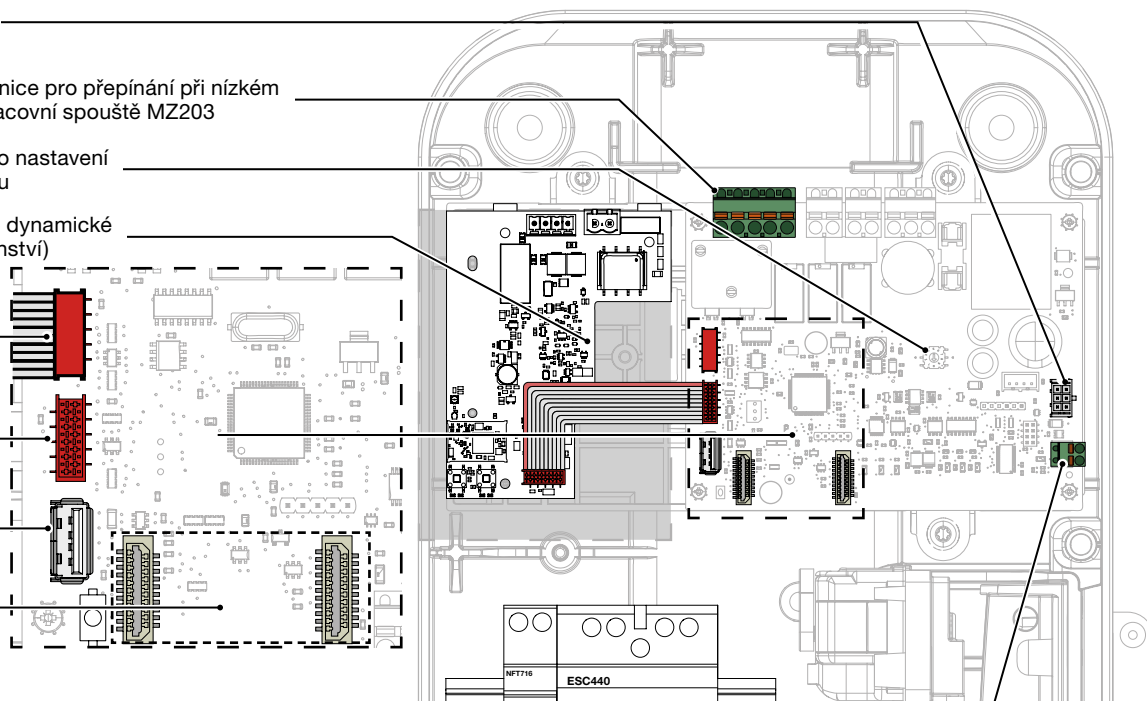 nice pro přepínání při nízkém
acovní spouště MZ203
o nastavení
u
dynamické
nství)
NFT716
ESC440